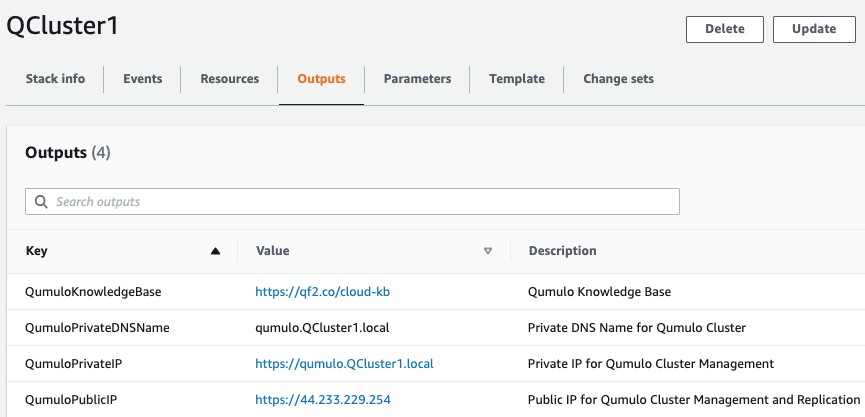 QCluster1
Delete
Update
Stack info
Events
Resources
Outputs
Parameters
Template
Change sets
Outputs (4)
Search outputs
Key
Value
Description
QumuloKnowledgeBase
https://qf2.co/cloud-kb
Qumulo Knowledge Base
QumuloPrivateDNSName
qumulo.QCluster1.local
Private DNS Name for Qumulo Cluster
QumuloPrivateIP
https://qumulo.QCluster1.local
Private IP for Qumulo Cluster Management
QumuloPublicIP
https://44.233.229.254
Public IP for Qumulo Cluster Management and Replication